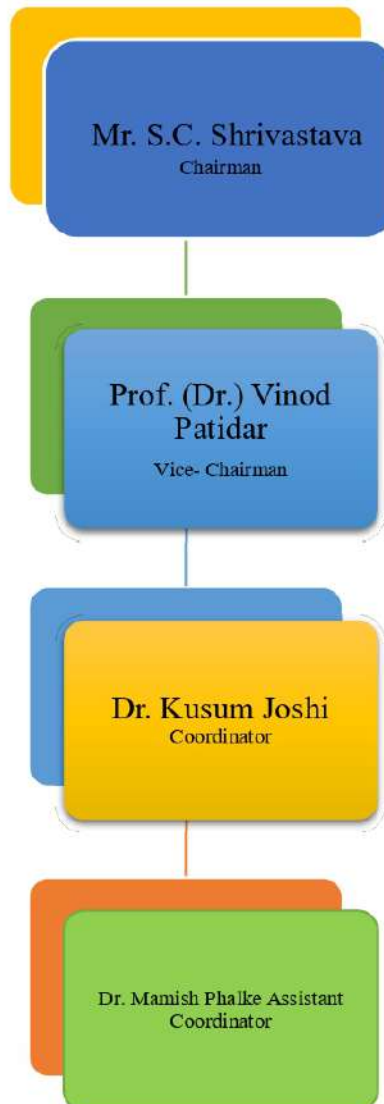 Mr. S.C. Shrivastava
Chairman
Prof. (Dr.) Vinod
Patidar
Vice- Chairman
Dr. Kusum Joshi
Coordinator
Dr. Mamish Phalke Assistant
Coordinator